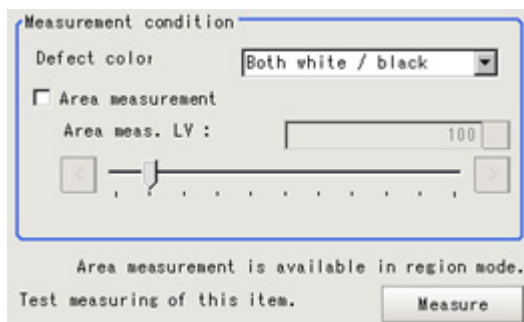 Measurement condition
Defect color
Both white / black
Area measurement
Area meas. LV :
100
<
>
Area measurement is available in region mode.
Test measuring of this item.
Measure